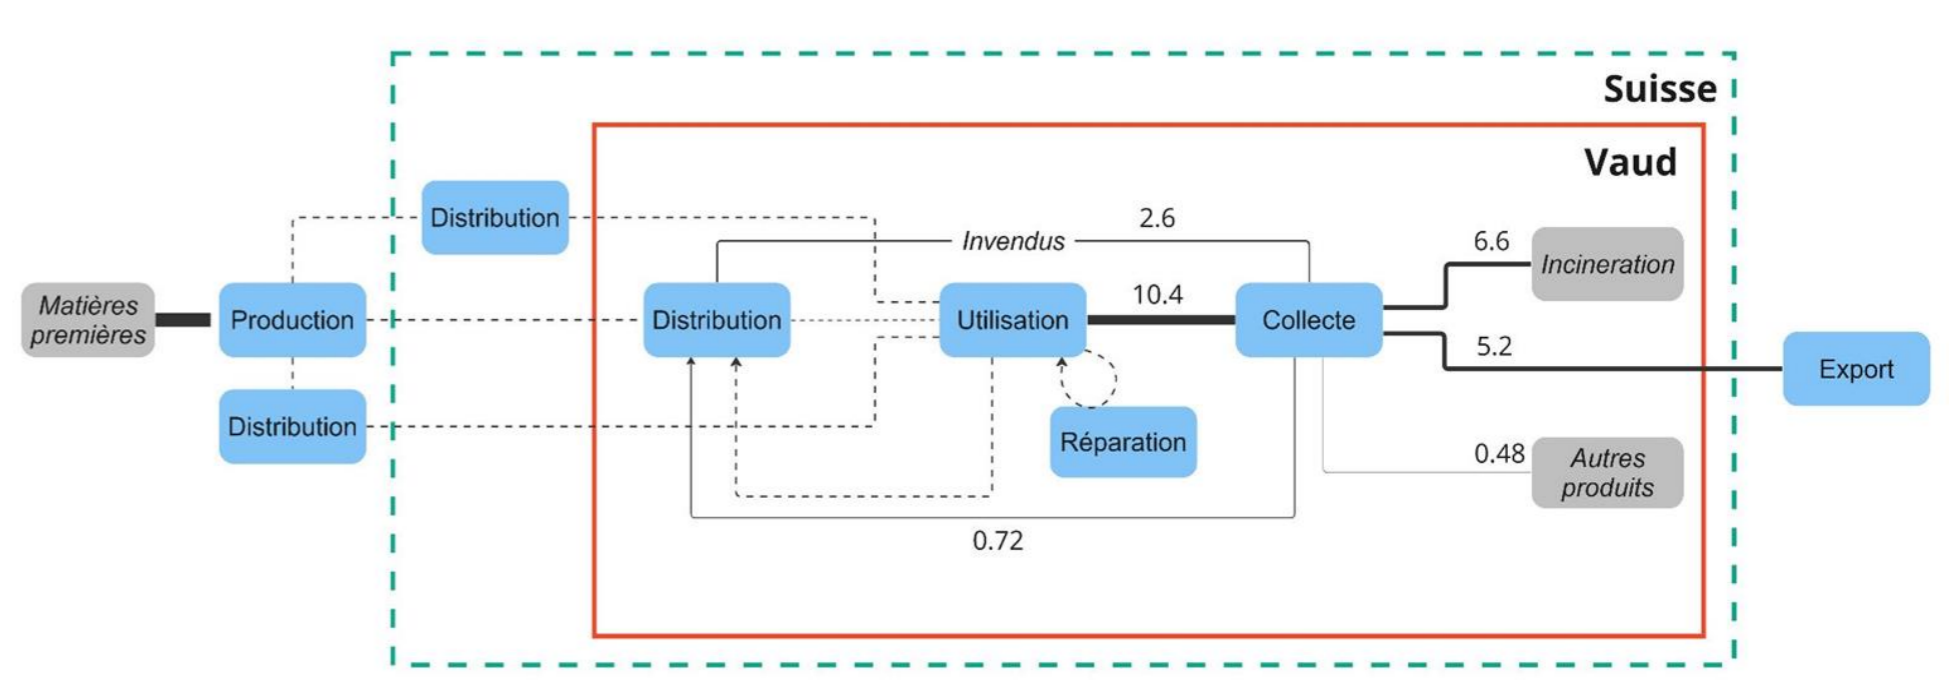 Suisse
Vaud
Distribution
2.6
Invendus
6.6
Incineration
Matières
premières
Production
Distribution
Utilisation
10.4
Collecte
5.2
Export
Distribution
Réparation
0.48
Autres
produits
0.72